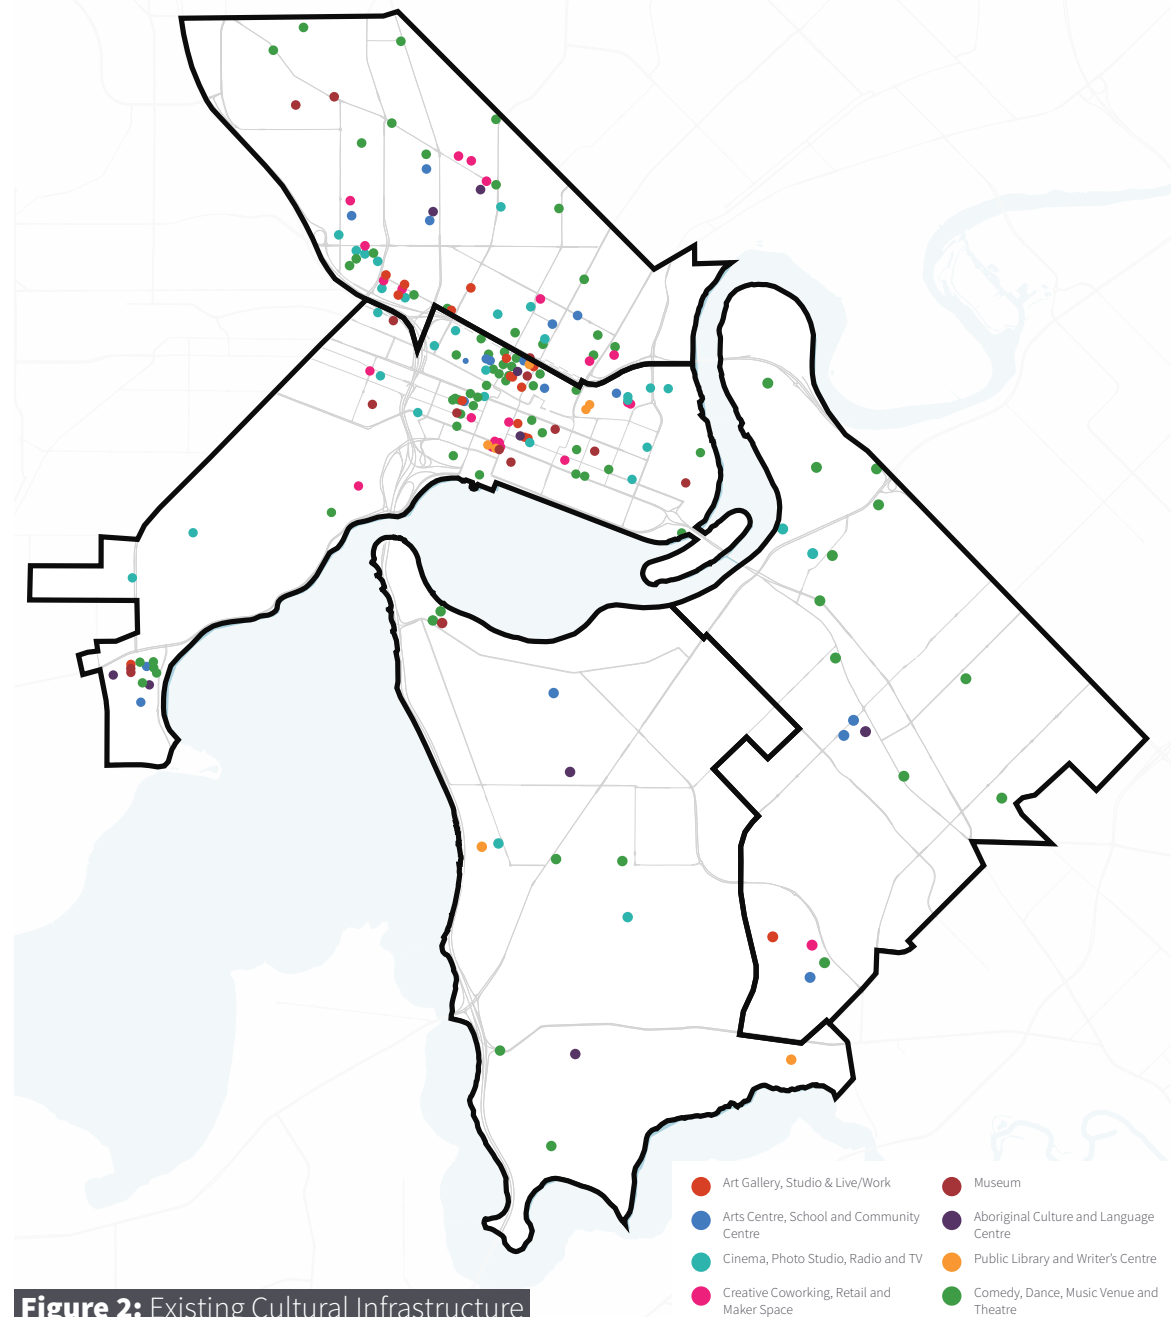 Art Gallery, Studio & Live/Work
Arts Centre, School and Community
Centre
Cinema, Photo Studio, Radio and TV
Creative Coworking, Retail and
Maker Space
Museum
Aboriginal Culture and Language
Centre
Public Library and Writer's Centre
Comedy, Dance, Music Venue and
Theatre
Figure 2: Existing Cultural Infrastructure